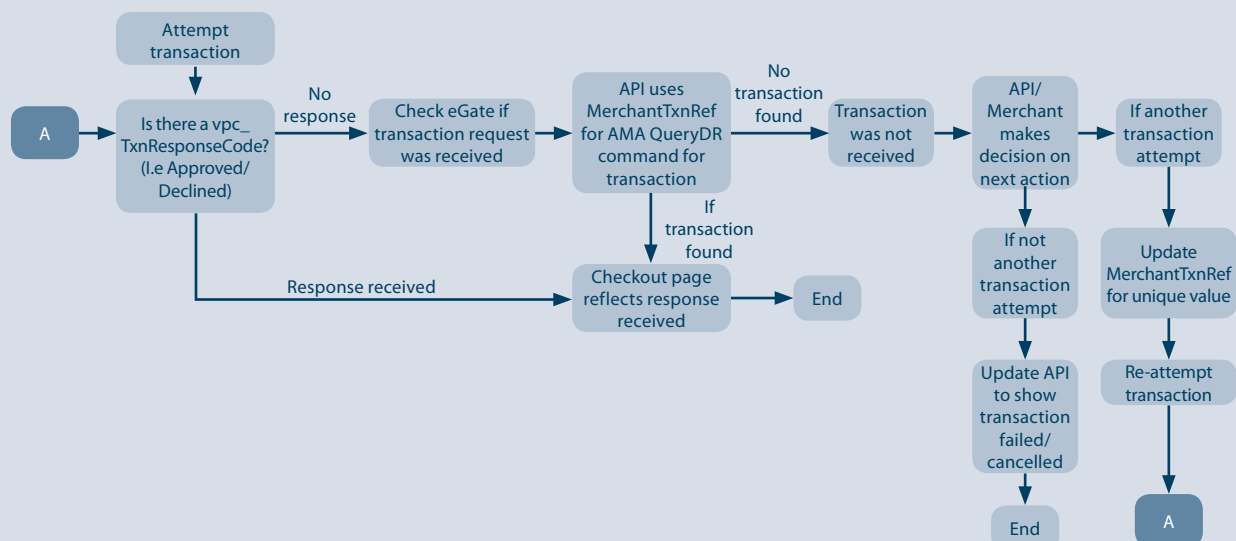 Attempt
transaction
A
Is there a vpc_
TxnResponseCode?
(I.e Approved/
Declined)
No
response
Check eGate if
transaction request
was received
API uses
MerchantTxnRef
for AMA QueryDR
command for
transaction
No
transaction
found
Transaction
was not
received
API/
Merchant
makes
decision on
next action
If another
transaction
attempt
If
transaction
found
Response received
Checkout page
reflects response
received
End
If not
another
transaction
attempt
Update
MerchantTxnRef
for unique value
Update API
to show
transaction
failed/
cancelled
Re-attempt
transaction
End
A